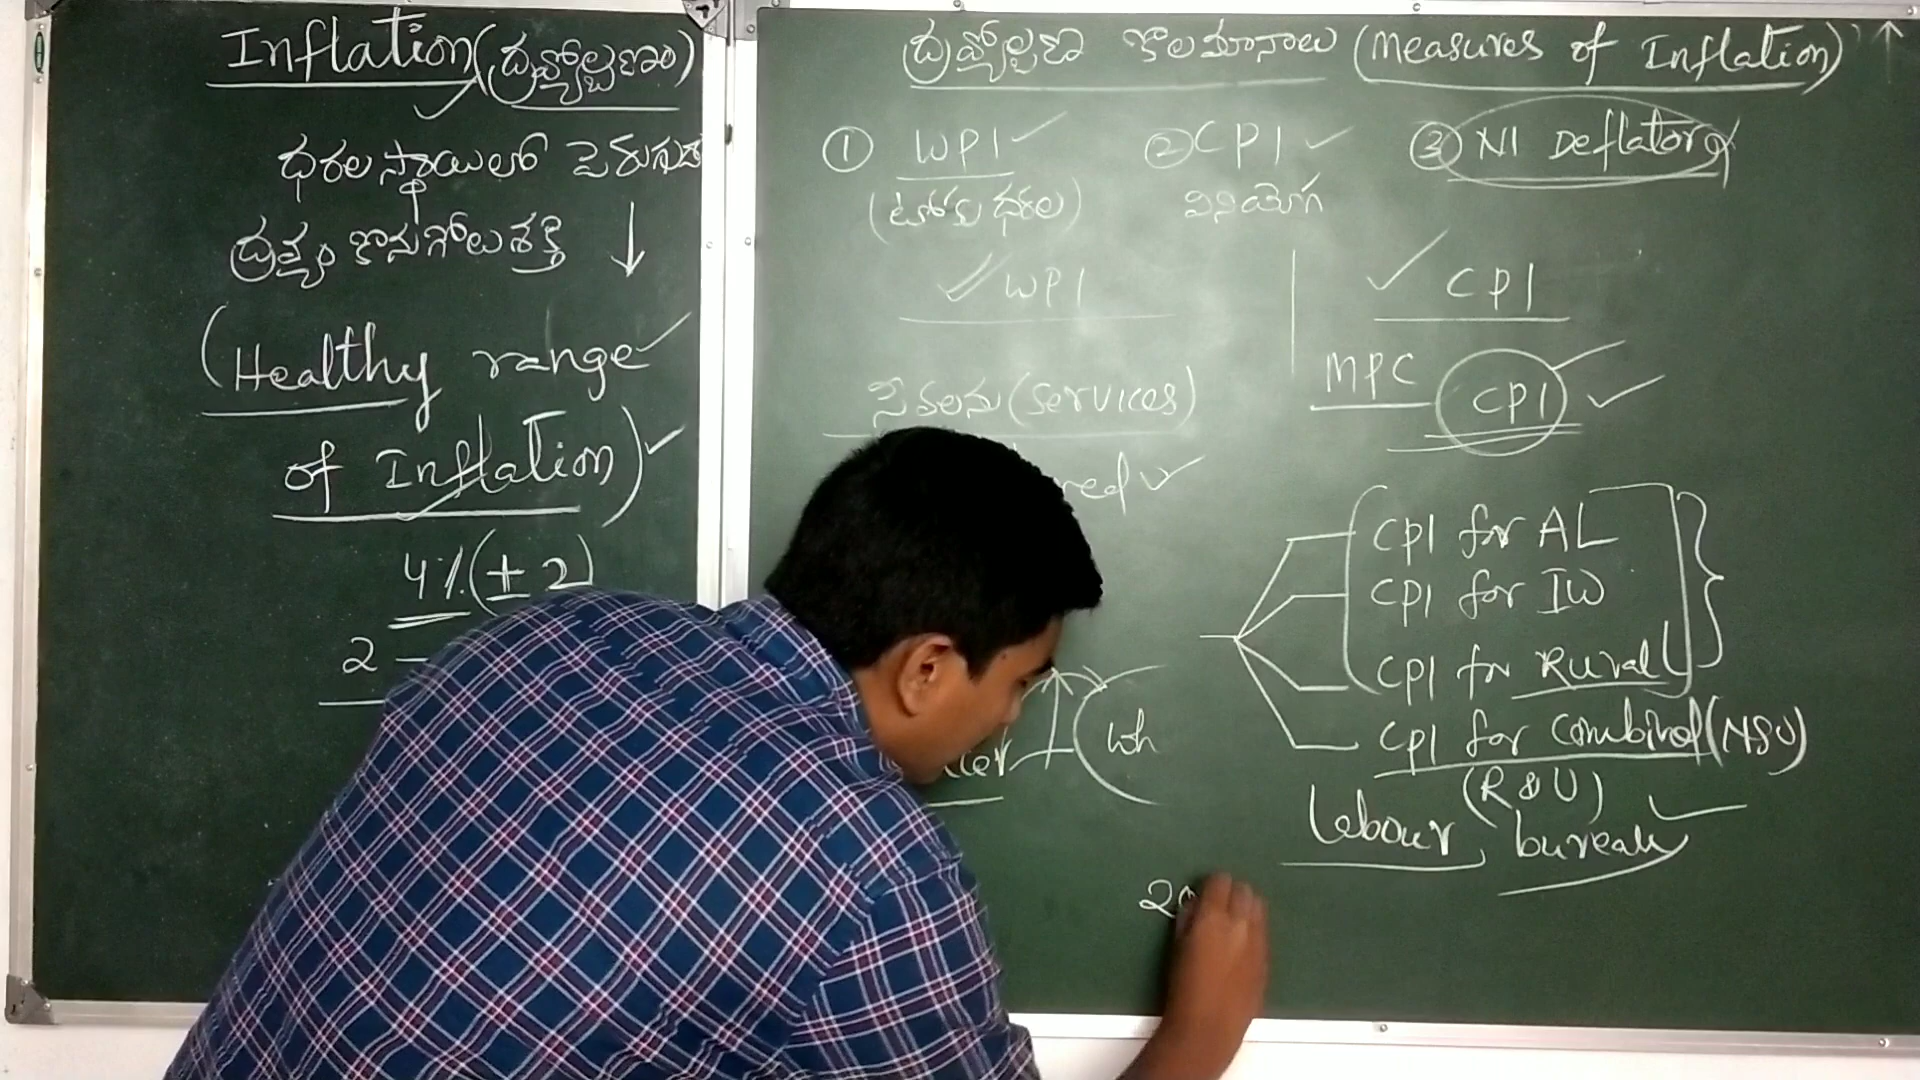 Inflation (ద్రవ్యోల్బణం)
ధరల స్థాయిలో పెరుగుడ
ద్రవ్యం కొనుగోలు శక్తి ↓
(Healthy range
of Inflation)
4% (± 2)
2 –
ద్రవ్యోల్బణ కొలమానాలు (Measures of Inflation) ↑
① WPI ② CPI ③ NI Deflator
(టోకు ధరల) వినియోగ
WPI CPI
MPC CPI
సేవలను (Services)
CPI for AL
CPI for IW
CPI for Rural
CPI for Combined (NSO)
(R & U)
Wh
Labour bureau
20